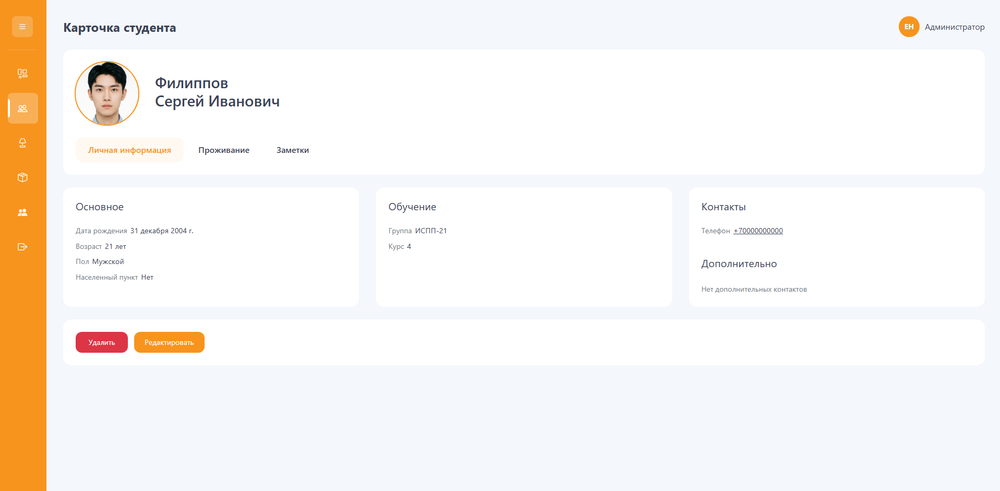 Карточка студента
ЕН Администратор
Филиппов
Сергей Иванович
Личная информация Проживание Заметки
Основное
Дата рождения 31 декабря 2004 г.
Возраст 21 лет
Пол Мужской
Населенный пункт Нет
Обучение
Группа ИСПП-21
Курс 4
Контакты
Телефон +70000000000
Дополнительно
Нет дополнительных контактов
Удалить Редактировать